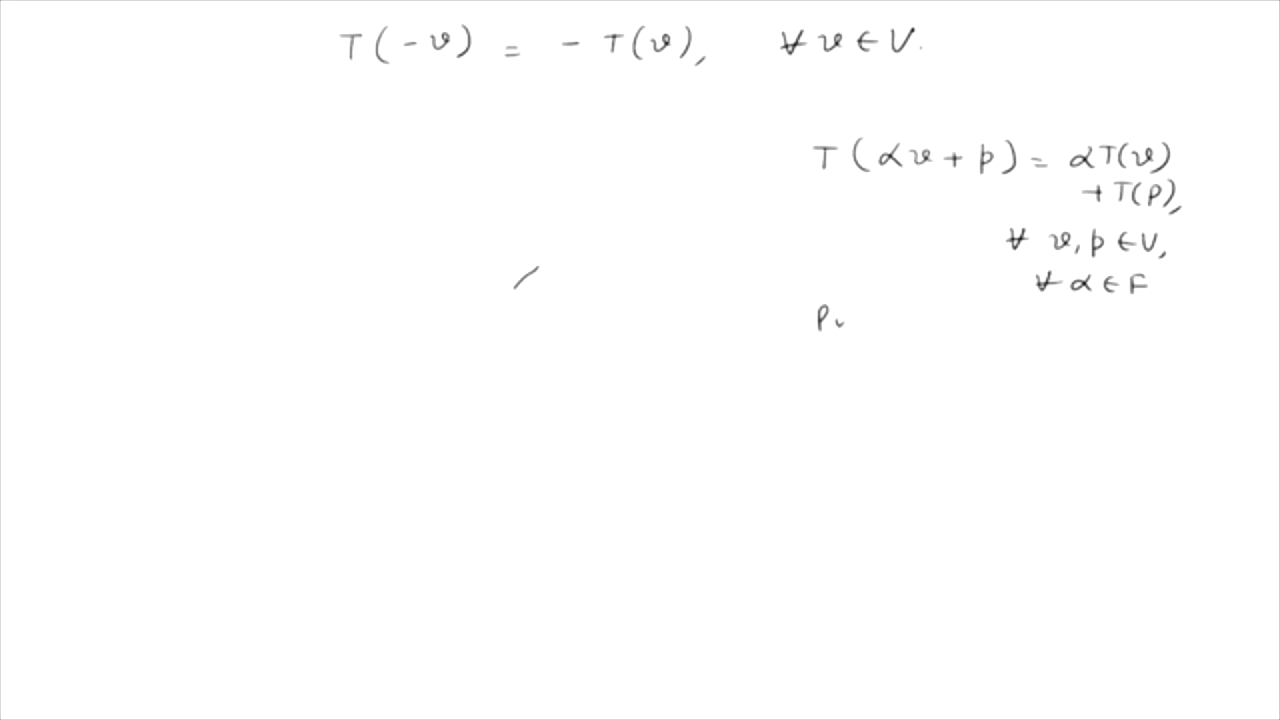 T(-v) = - T(v), ∀ v ∈ V.
T(αv + p) = αT(v)
+ T(p),
∀ v, p ∈ V,
∀ α ∈ F